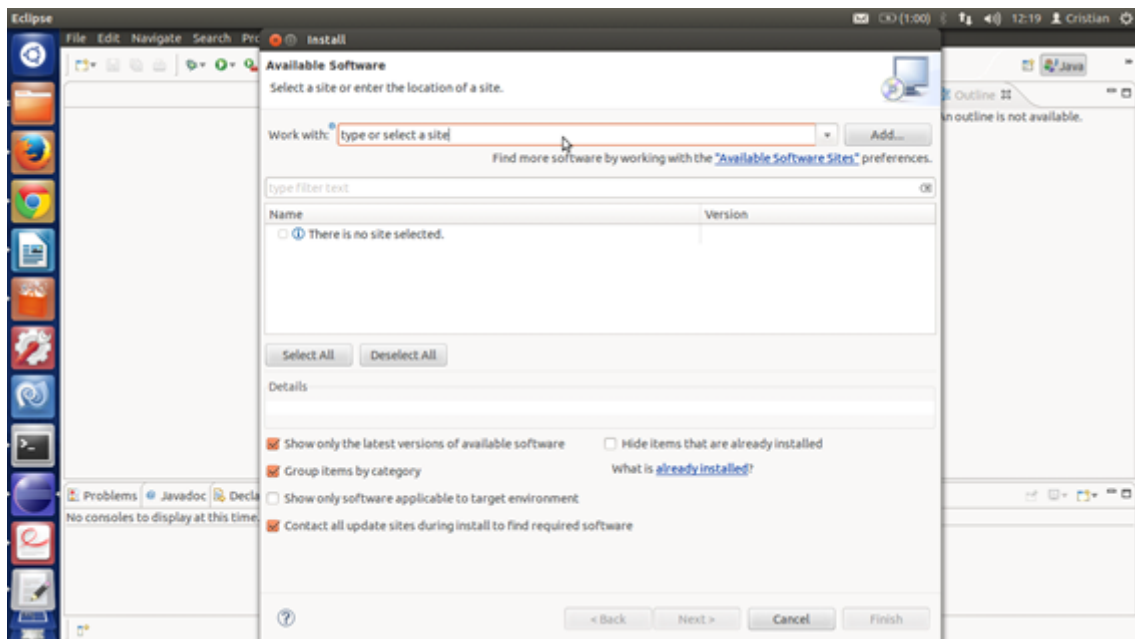 Eclipse (1:00) 12:19 Cristian
File Edit Navigate Search Install
Java
Available Software
Select a site or enter the location of a site.
Outline
An outline is not available.
Work with: type or select a site Add...
Find more software by working with the "Available Software Sites" preferences.
type filter text
Name Version
There is no site selected.
Select All Deselect All
Details
Show only the latest versions of available software Hide items that are already installed
Group items by category What is already installed?
Problems Javadoc Decla
Show only software applicable to target environment
No consoles to display at this time.
Contact all update sites during install to find required software
< Back Next > Cancel Finish